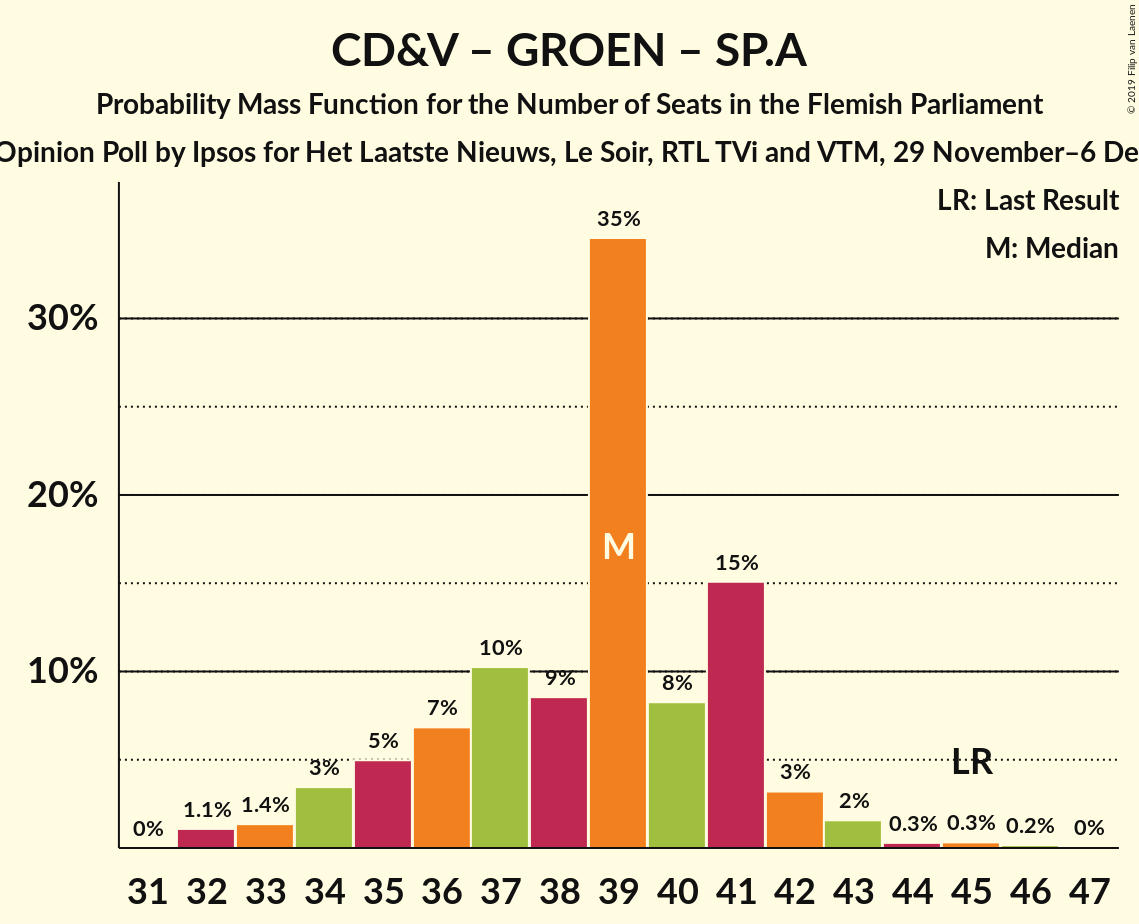 CD&V – GROEN – SP.A
Probability Mass Function for the Number of Seats in the Flemish Parliament
Opinion Poll by Ipsos for Het Laatste Nieuws, Le Soir, RTL TVi and VTM, 29 November–6 De
© 2019 Filip van Laenen
LR: Last Result
M: Median
35%
30%
20%
M
15%
10%
10%
9%
8%
7%
5%
LR
3%
3%
2%
1.1%
1.4%
0%
0.3%
0.3%
0.2%
0%
31 32 33 34 35 36 37 38 39 40 41 42 43 44 45 46 47